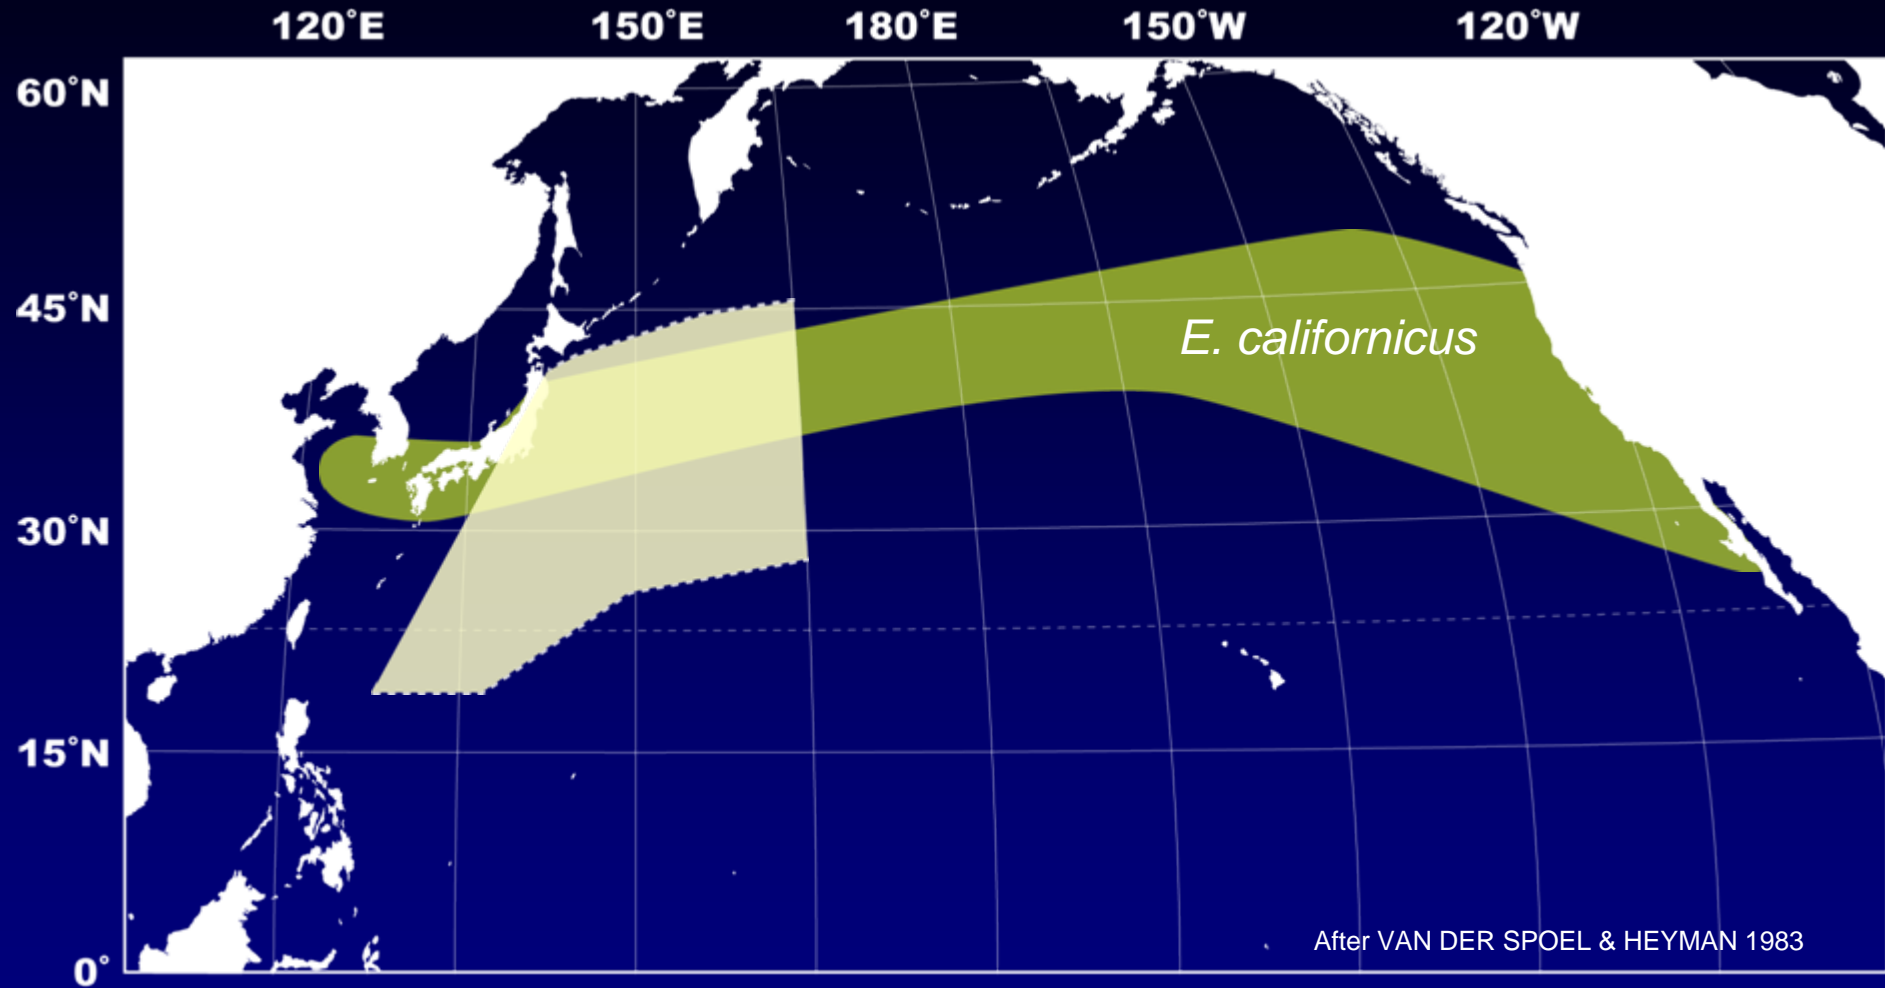 120°E 150°E 180°E 150°W 120°W
60°N
45°N
E. californicus
30°N
15°N
After VAN DER SPOEL & HEYMAN 1983
0°